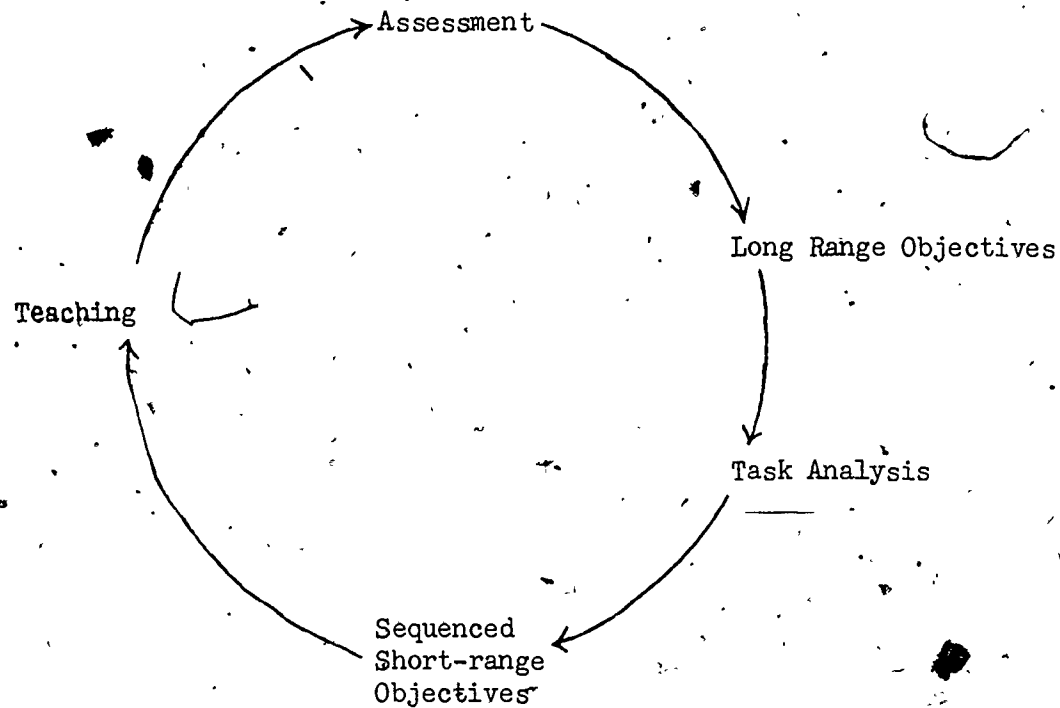 Assessment
Long Range Objectives
Teaching
Task Analysis
Sequenced
Short-range
Objectives